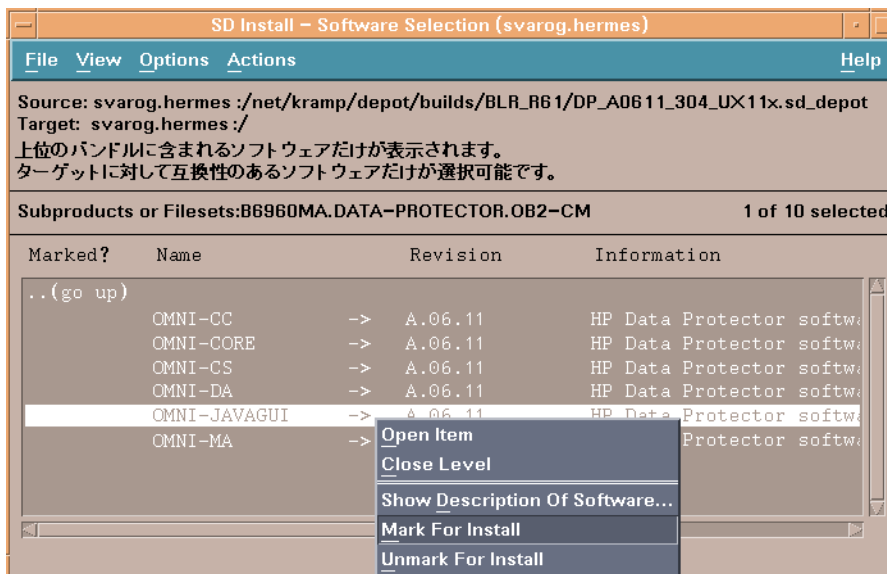 SD Install - Software Selection (svarog.hermes)
File View Options Actions Help
Source: svarog.hermes :/net/kramp/depot/builds/BLR_R61/DP_A0611_304_UX11x.sd_depot
Target: svarog.hermes :/
上位のバンドルに含まれるソフトウェアだけが表示されます。
ターゲットに対して互換性のあるソフトウェアだけが選択可能です。
Subproducts or Filesets:B6960MA.DATA-PROTECTOR.OB2-CM 1 of 10 selected
Marked? Name Revision Information
..(go up)
OMNI-CC -> A.06.11 HP Data Protector softwa
OMNI-CORE -> A.06.11 HP Data Protector softwa
OMNI-CS -> A.06.11 HP Data Protector softwa
OMNI-DA -> A.06.11 HP Data Protector softwa
OMNI-JAVAGUI -> A.06.11 HP Data Protector softwa
OMNI-MA -> Protector softwa
Open Item
Close Level
Show Description Of Software...
Mark For Install
Unmark For Install